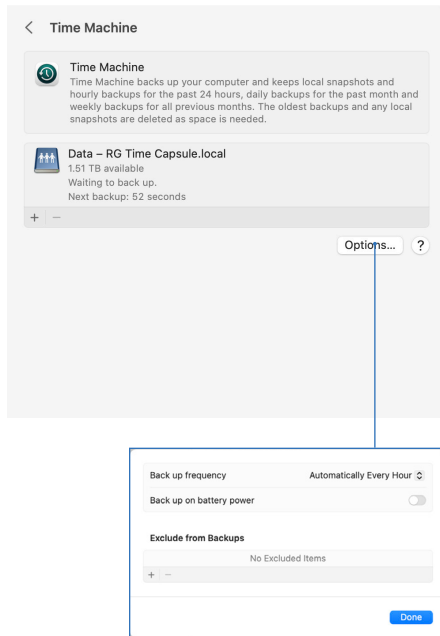 Time Machine
Time Machine
Time Machine backs up your computer and keeps local snapshots and
hourly backups for the past 24 hours, daily backups for the past month and
weekly backups for all previous months. The oldest backups and any local
snapshots are deleted as space is needed.
Data – RG Time Capsule.local
1.51 TB available
Waiting to back up.
Next backup: 52 seconds
+ −
Options... ?
Back up frequency Automatically Every Hour
Back up on battery power
Exclude from Backups
No Excluded Items
+ −
Done